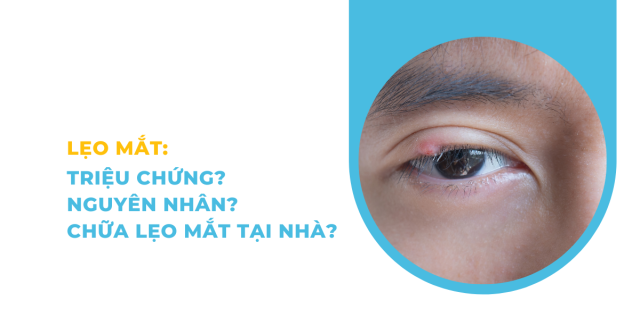 LẸO MẮT:
TRIỆU CHỨNG?
NGUYÊN NHÂN?
CHỮA LẸO MẮT TẠI NHÀ?